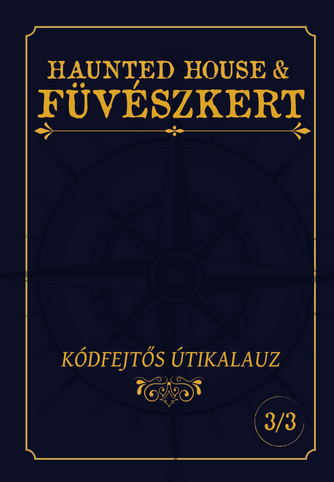 HAUNTED HOUSE &
FÜVÉSZKERT
KÓDFEJTŐS ÚTIKALAUZ
3/3